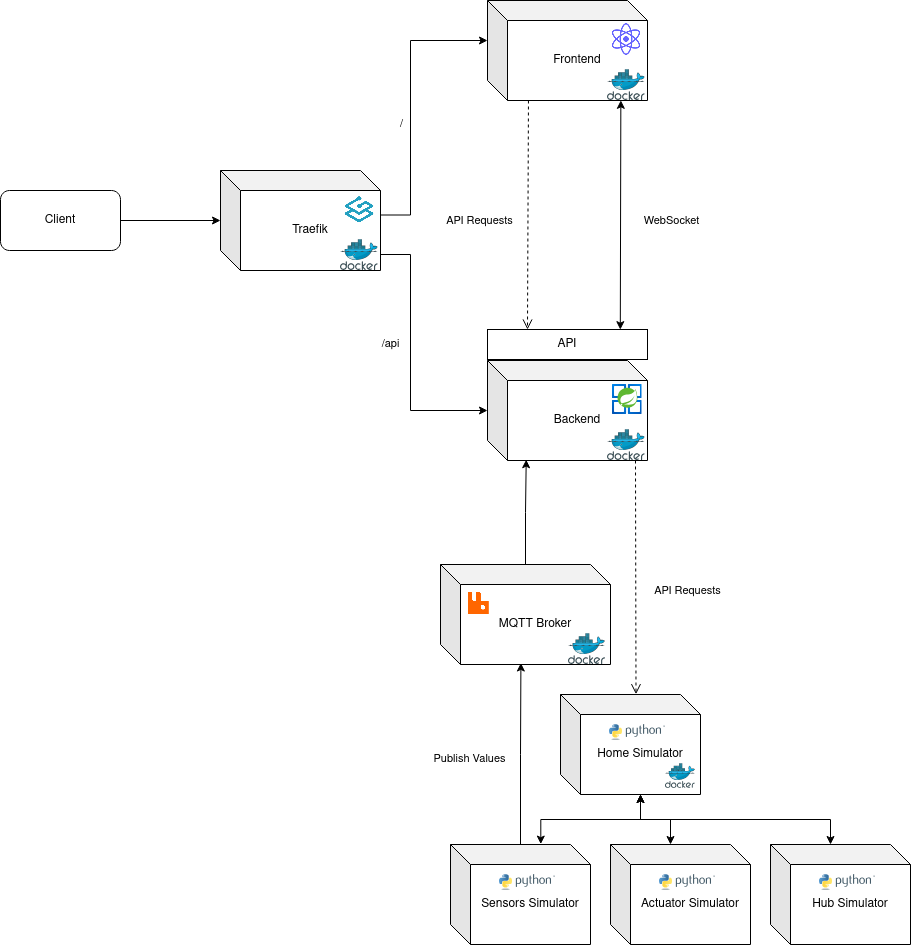 Frontend
docker
/
Client
Traefik
docker
API Requests
WebSocket
/api
API
Backend
docker
API Requests
MQTT Broker
docker
Publish Values
python
Home Simulator
docker
python
Sensors Simulator
python
Actuator Simulator
python
Hub Simulator